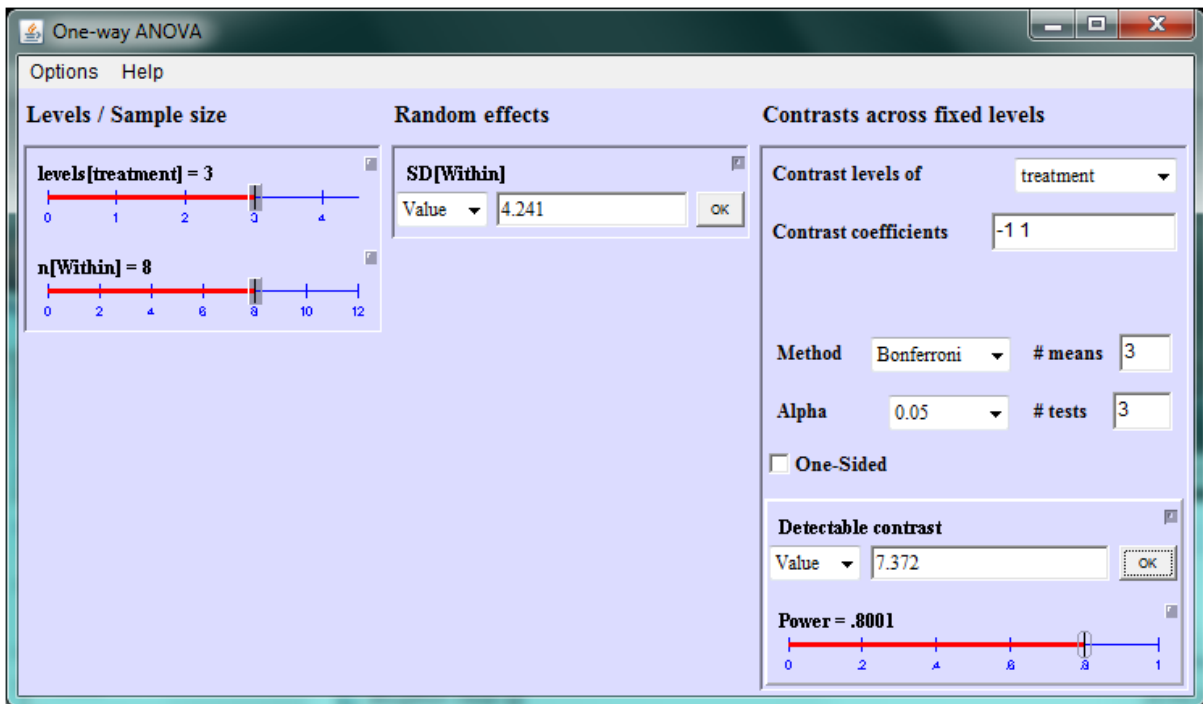 One-way ANOVA
Options Help
Levels / Sample size
levels[treatment] = 3
0 1 2 3 4
n[Within] = 8
0 2 4 6 8 10 12
Random effects
SD[Within]
Value 4.241 OK
Contrasts across fixed levels
Contrast levels of treatment
Contrast coefficients -1 1
Method Bonferroni # means 3
Alpha 0.05 # tests 3
One-Sided
Detectable contrast
Value 7.372 OK
Power = .8001
0 .2 .4 .6 .8 1